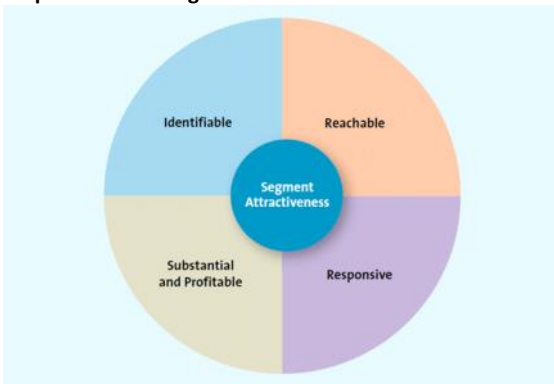 Identifiable
Reachable
Segment
Attractiveness
Substantial
and Profitable
Responsive